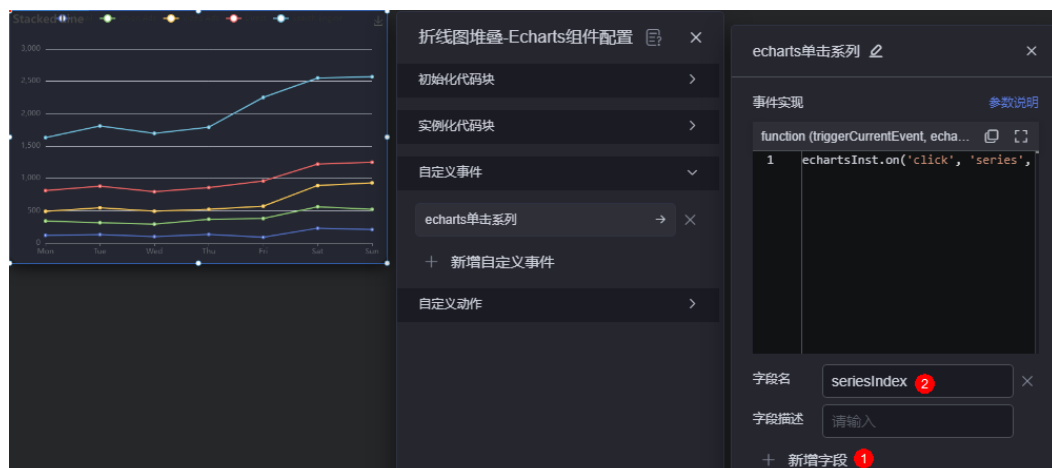 Stacked Line
3,000
2,500
2,000
1,500
1,000
500
0
Mon Tue Wed Thu Fri Sat Sun
折线图堆叠-Echarts组件配置
初始化代码块
实例化代码块
自定义事件
echarts单击系列
新增自定义事件
自定义动作
echarts单击系列
事件实现 参数说明
function (triggerCurrentEvent, echa...
1 echartsInst.on('click', 'series',
字段名 seriesIndex 2
字段描述 请输入
新增字段 1